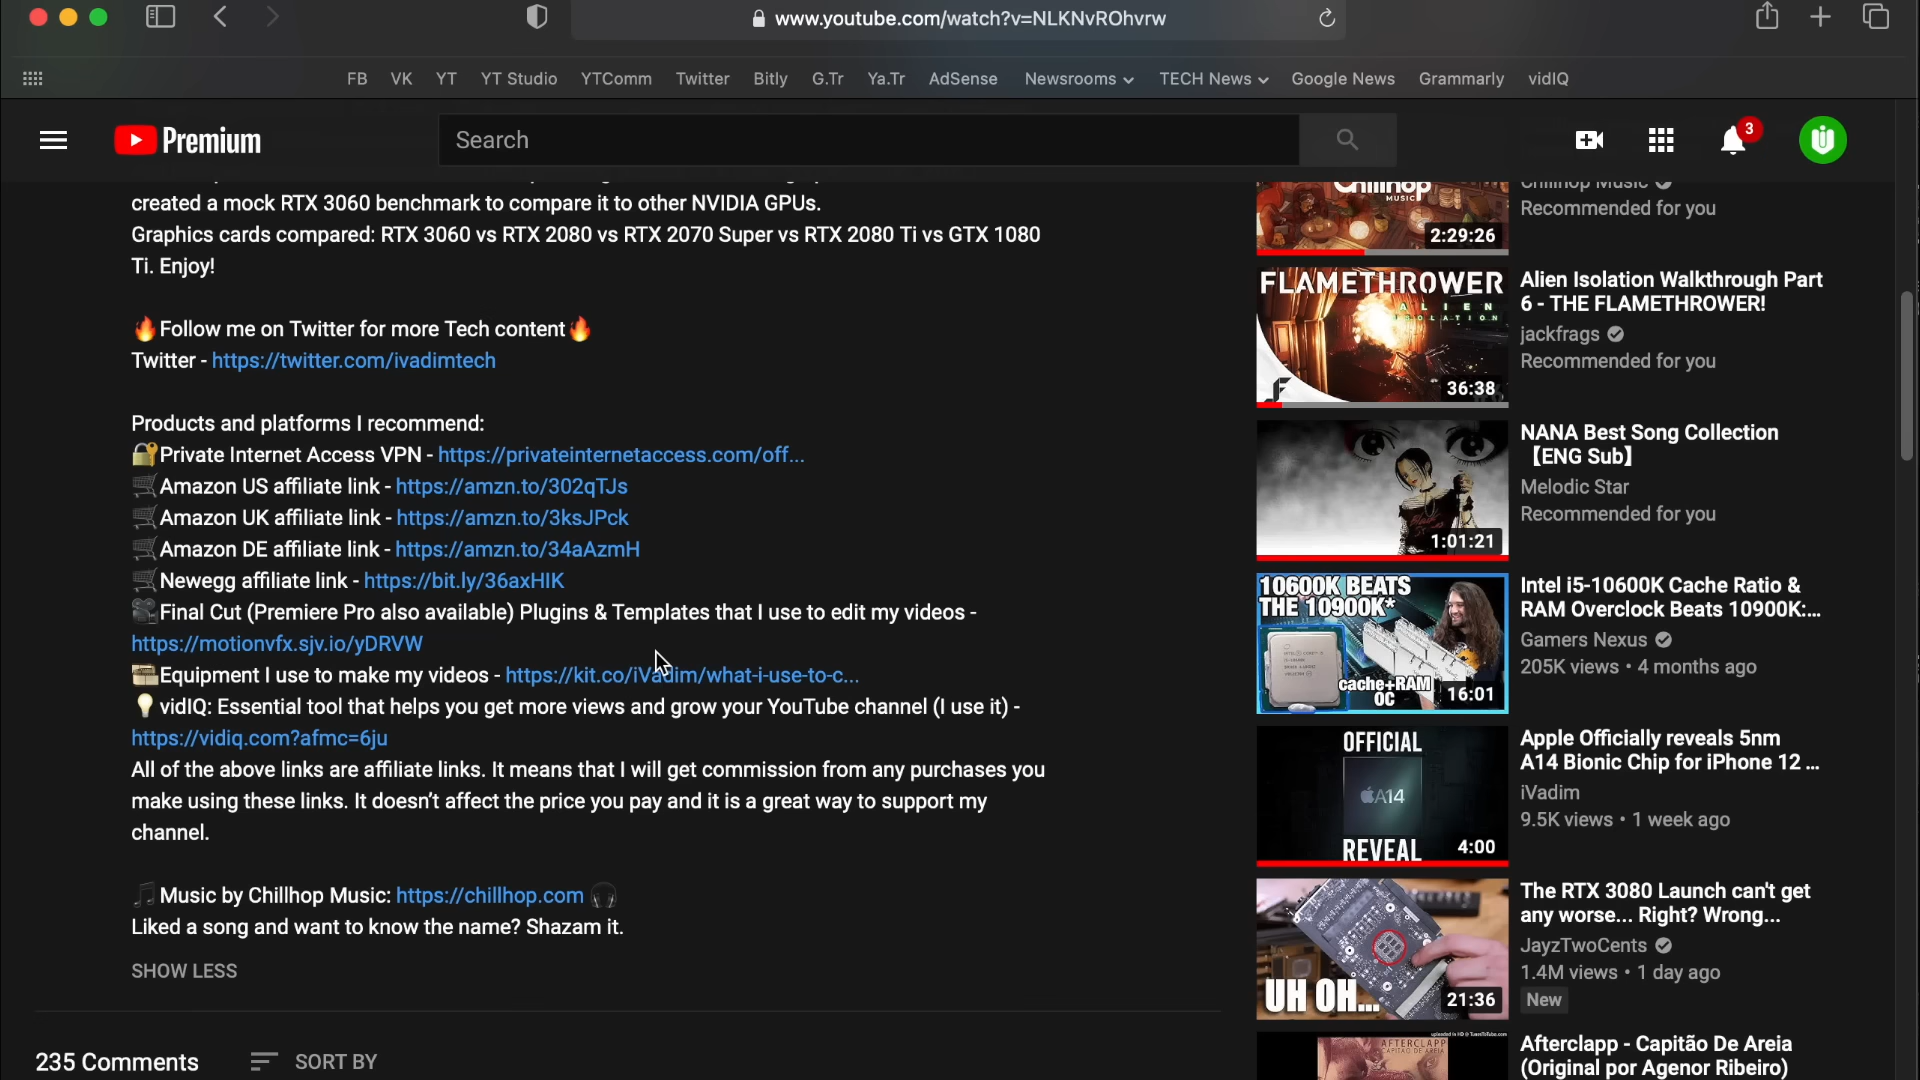 www.youtube.com/watch?v=NLKNvROhvrw
FB VK YT YT Studio YTComm Twitter Bitly G.Tr Ya.Tr AdSense Newsrooms TECH News Google News Grammarly vidIQ
Premium
Search
3
created a mock RTX 3060 benchmark to compare it to other NVIDIA GPUs.
Graphics cards compared: RTX 3060 vs RTX 2080 vs RTX 2070 Super vs RTX 2080 Ti vs GTX 1080
Ti. Enjoy!
🔥Follow me on Twitter for more Tech content🔥
Twitter - https://twitter.com/ivadimtech
Products and platforms I recommend:
🔐Private Internet Access VPN - https://privateinternetaccess.com/off...
🛒Amazon US affiliate link - https://amzn.to/302qTJs
🛒Amazon UK affiliate link - https://amzn.to/3ksJPck
🛒Amazon DE affiliate link - https://amzn.to/34aAzmH
🛒Newegg affiliate link - https://bit.ly/36axHIK
🎥Final Cut (Premiere Pro also available) Plugins & Templates that I use to edit my videos -
https://motionvfx.sjv.io/yDRVW
Equipment I use to make my videos - https://kit.co/iVadim/what-i-use-to-c...
💡 vidIQ: Essential tool that helps you get more views and grow your YouTube channel (I use it) -
https://vidiq.com?afmc=6ju
All of the above links are affiliate links. It means that I will get commission from any purchases you
make using these links. It doesn't affect the price you pay and it is a great way to support my
channel.
🎵Music by Chillhop Music: https://chillhop.com 🎧
Liked a song and want to know the name? Shazam it.
SHOW LESS
235 Comments
SORT BY
Chillhop
MUSIC
2:29:26
Chillhop Music
Recommended for you
FLAMETHROWER
ALIEN
ISOLATION
36:38
Alien Isolation Walkthrough Part
6 - THE FLAMETHROWER!
jackfrags
Recommended for you
1:01:21
NANA Best Song Collection
【ENG Sub】
Melodic Star
Recommended for you
10600K BEATS
THE 10900K*
cache+RAM
OC
16:01
Intel i5-10600K Cache Ratio &
RAM Overclock Beats 10900K:...
Gamers Nexus
205K views • 4 months ago
OFFICIAL
A14
REVEAL
4:00
Apple Officially reveals 5nm
A14 Bionic Chip for iPhone 12 ...
iVadim
9.5K views • 1 week ago
UH OH...
21:36
The RTX 3080 Launch can't get
any worse... Right? Wrong...
JayzTwoCents
1.4M views • 1 day ago
New
AFTERCLAPP
CAPITÃO DE AREIA
Afterclapp - Capitão De Areia
(Original por Agenor Ribeiro)